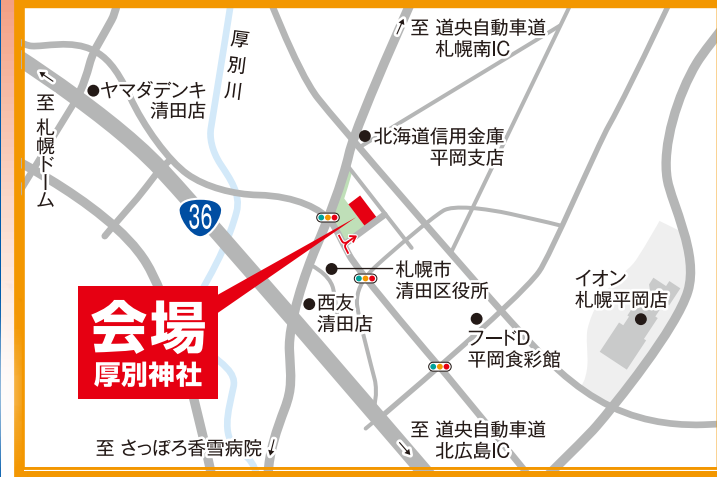 至 道央自動車道
札幌南IC
厚別川
ヤマダデンキ
清田店
至 札幌ドーム
北海道信用金庫
平岡支店
36
札幌市
清田区役所
イオン
札幌平岡店
西友
清田店
会場
厚別神社
フードD
平岡食彩館
至 さっぽろ香雪病院
至 道央自動車道
北広島IC